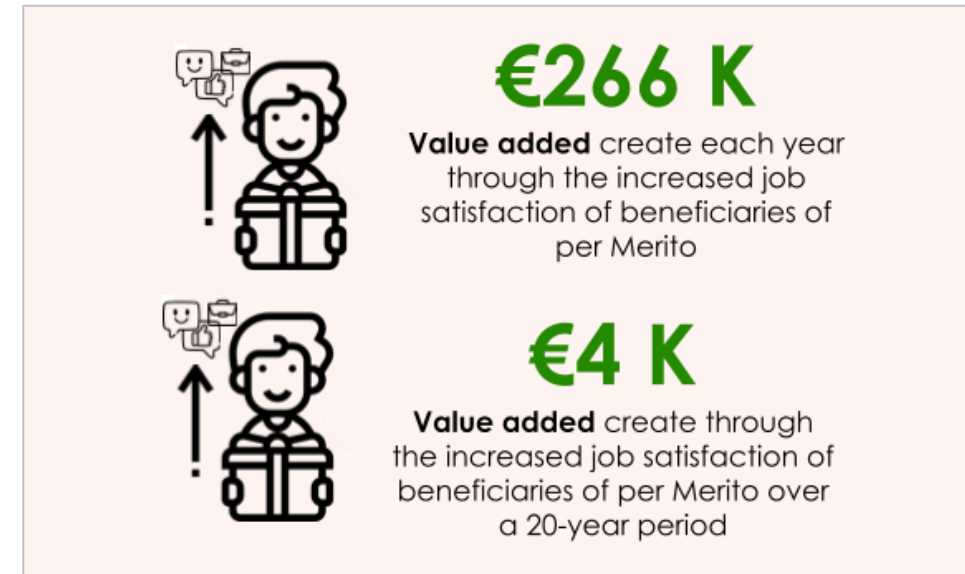 €266 K
Value added create each year
through the increased job
satisfaction of beneficiaries of
per Merito
€4 K
Value added create through
the increased job satisfaction of
beneficiaries of per Merito over
a 20-year period